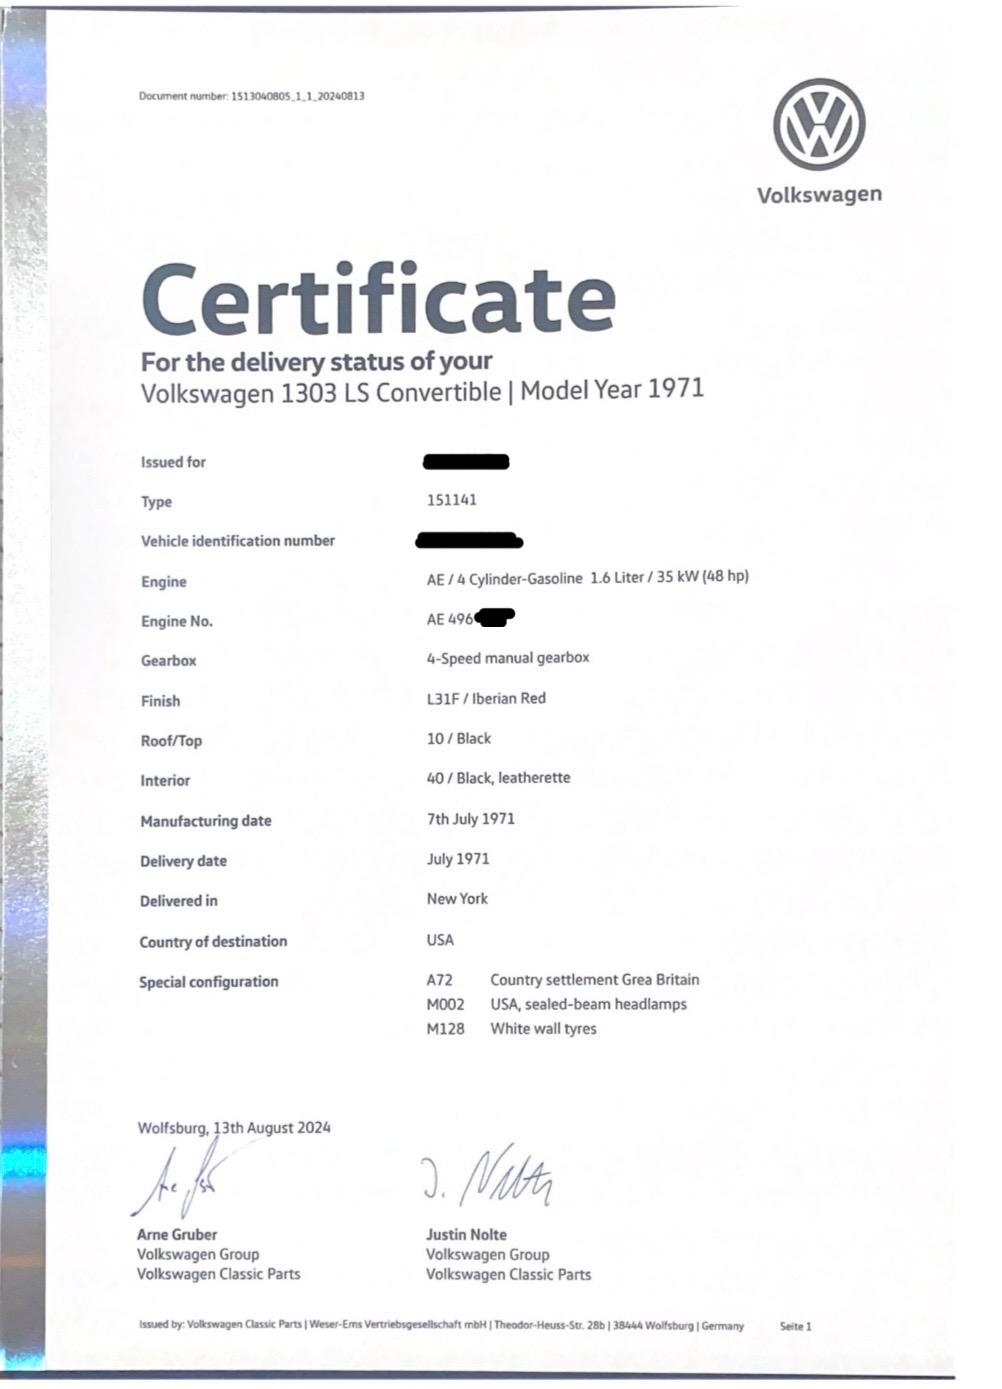 Document number: 1513040805_1_1_20240813
Volkswagen
Certificate
For the delivery status of your
Volkswagen 1303 LS Convertible | Model Year 1971
Issued for
Type 151141
Vehicle identification number
Engine AE / 4 Cylinder-Gasoline 1.6 Liter / 35 kW (48 hp)
Engine No. AE 496
Gearbox 4-Speed manual gearbox
Finish L31F / Iberian Red
Roof/Top 10 / Black
Interior 40 / Black, leatherette
Manufacturing date 7th July 1971
Delivery date July 1971
Delivered in New York
Country of destination USA
Special configuration A72 Country settlement Grea Britain
M002 USA, sealed-beam headlamps
M128 White wall tyres
Wolfsburg, 13th August 2024
J. Nolte
Arne Gruber Justin Nolte
Volkswagen Group Volkswagen Group
Volkswagen Classic Parts Volkswagen Classic Parts
Issued by: Volkswagen Classic Parts | Weser-Ems Vertriebsgesellschaft mbH | Theodor-Heuss-Str. 28b | 38444 Wolfsburg | Germany Seite 1